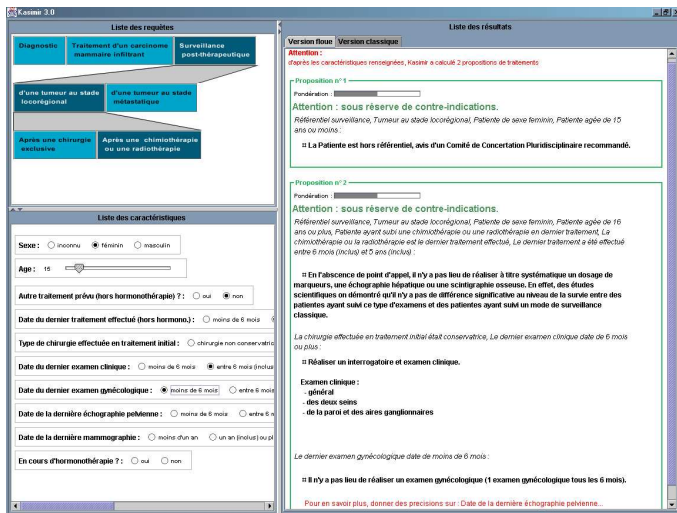 Kasimir 3.0
Liste des requêtes
Diagnostic
Traitement d'un carcinome
mammaire infiltrant
Surveillance
post-thérapeutique
d'une tumeur au stade
locorégional
d'une tumeur au stade
métastatique
Après une chirurgie
exclusive
Après une chimiothérapie
ou une radiothérapie
Liste des caractéristiques
Sexe : inconnu féminin masculin
Age : 15
Autre traitement prévu (hors hormonothérapie) ? : oui non
Date du dernier traitement effectué (hors hormono.) : moins de 6 mois
Type de chirurgie effectuée en traitement initial : chirurgie non conservatric
Date du dernier examen clinique : moins de 6 mois entre 6 mois (inclus
Date du dernier examen gynécologique : moins de 6 mois entre 6 mois
Date de la dernière échographie pelvienne : moins de 6 mois entre 6 m
Date de la dernière mammographie : moins d'un an un an (inclus) ou pl
En cours d'hormonothérapie ? : oui non
Liste des résultats
Version floue Version classique
Attention :
d'après les caractéristiques renseignées, Kasimir a calculé 2 propositions de traitements
Proposition n° 1
Pondération :
Attention : sous réserve de contre-indications.
Référentiel surveillance, Tumeur au stade locorégional, Patiente de sexe feminin, Patiente agée de 15
ans ou moins :
¤ La Patiente est hors référentiel, avis d'un Comité de Concertation Pluridisciplinaire recommandé.
Proposition n° 2
Pondération :
Attention : sous réserve de contre-indications.
Référentiel surveillance, Tumeur au stade locorégional, Patiente de sexe feminin, Patiente agée de 16
ans ou plus, Patiente ayant subi une chimiothérapie ou une radiothérapie en dernier traitement, La
chimiothérapie ou la radiothérapie est le dernier traitement effectué, Le dernier traitement a été effectué
entre 6 mois (inclus) et 5 ans (inclus) :
¤ En l'abscence de point d'appel, il n'y a pas lieu de réaliser à titre systématique un dosage de
marqueurs, une échographie hépatique ou une scintigraphie osseuse. En effet, des études
scientifiques on démontré qu'il n'y a pas de différence significative au niveau de la survie entre des
patientes ayant suivi ce type d'examens et des patientes ayant suivi un mode de surveillance
classique.
La chirurgie effectuée en traitement initial était conservatrice, Le dernier examen clinique date de 6 mois
ou plus :
¤ Réaliser un interrogatoire et examen clinique.
Examen clinique :
- général
- des deux seins
- de la paroi et des aires ganglionnaires
Le dernier examen gynécologique date de moins de 6 mois :
¤ Il n'y a pas lieu de réaliser un examen gynécologique (1 examen gynécologique tous les 6 mois).
Pour en savoir plus, donner des precisions sur : Date de la dernière échographie pelvienne...